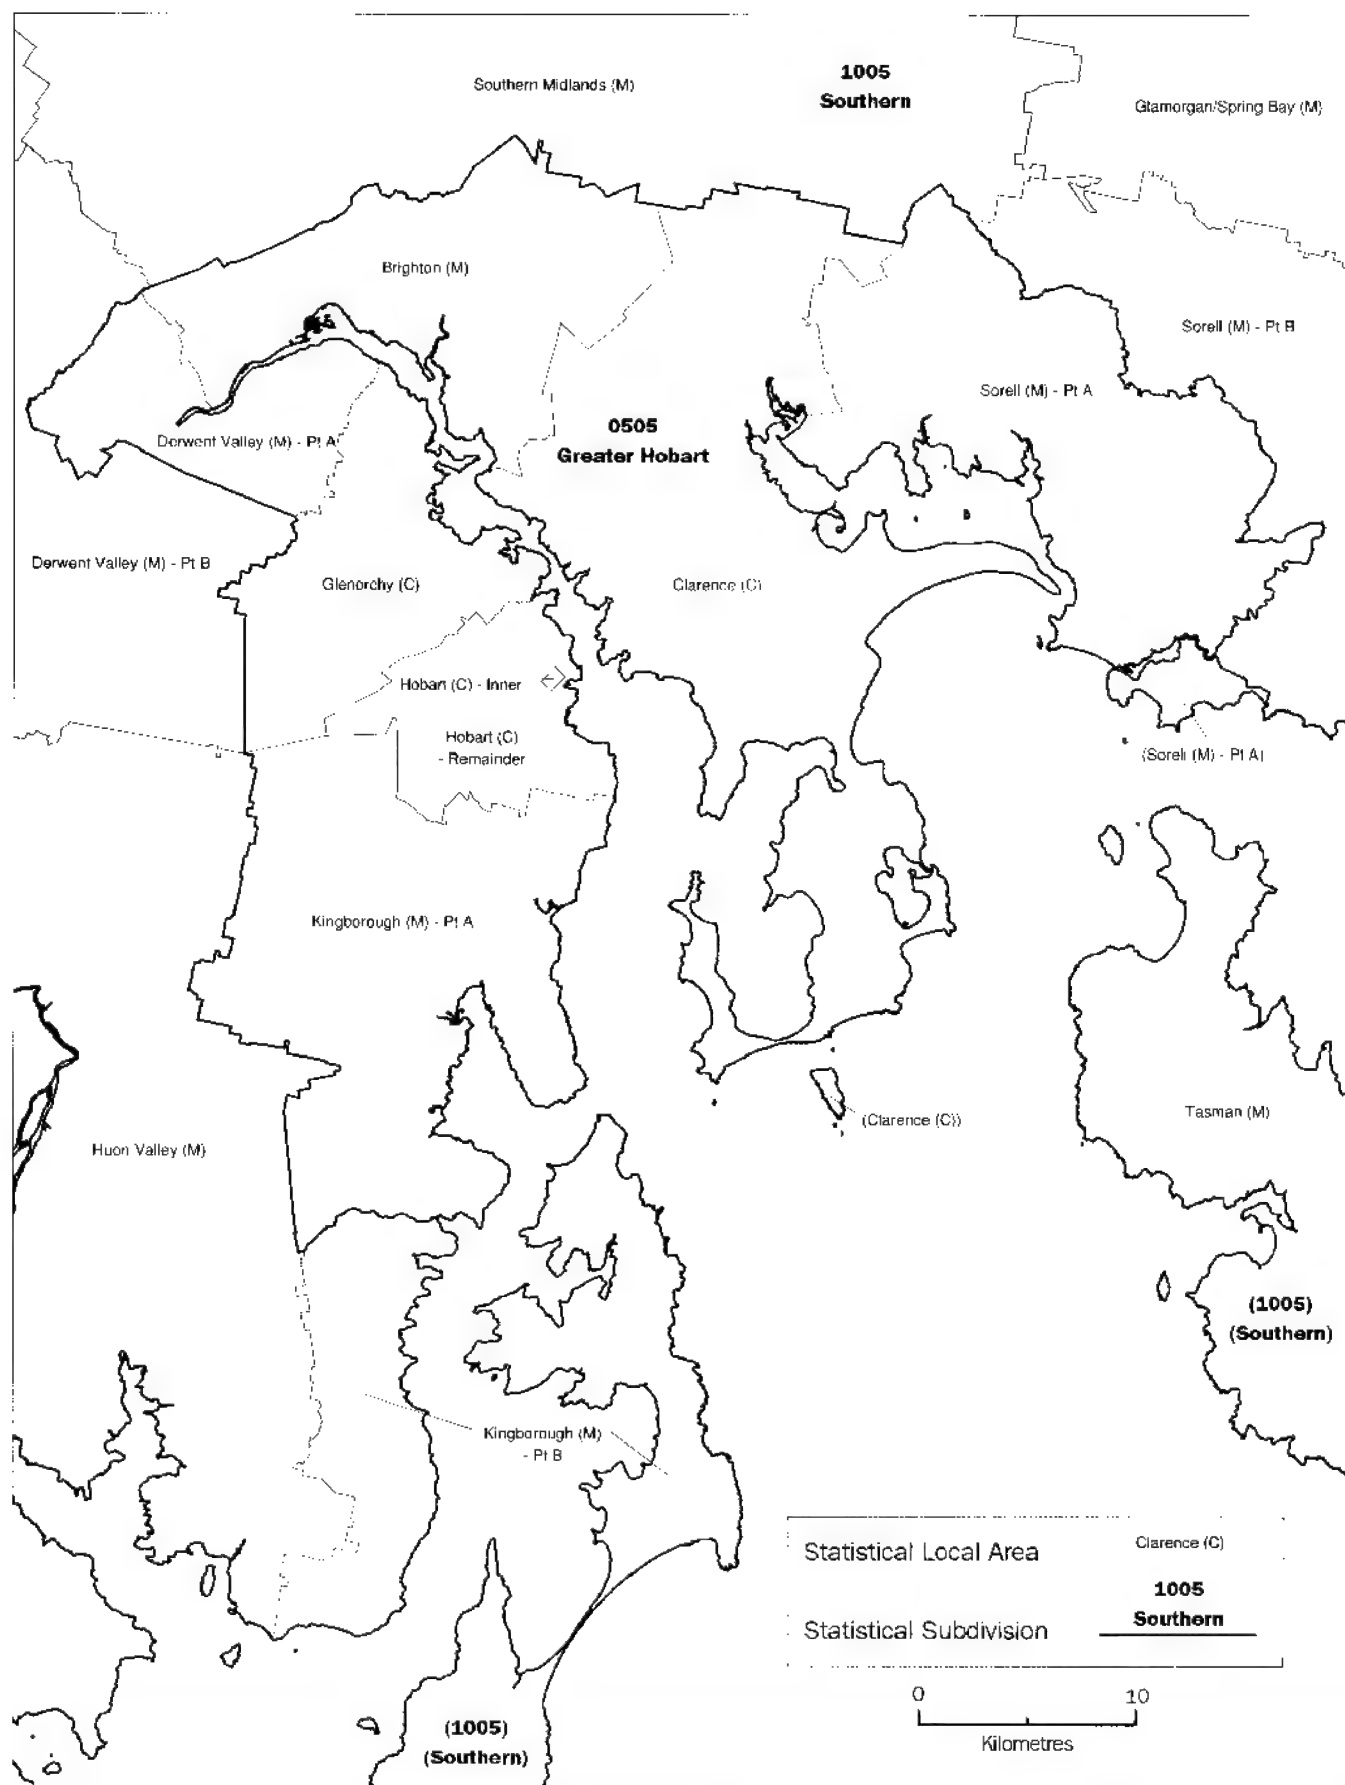 1005
Southern
Southern Midlands (M)
Glamorgan/Spring Bay (M)
Brighton (M)
Sorell (M) - Pt B
Sorell (M) - Pt A
0505
Greater Hobart
Derwent Valley (M) - Pt A
Derwent Valley (M) - Pt B
Glenorchy (C)
Clarence (C)
Hobart (C) - Inner
Hobart (C)
- Remainder
(Sorell (M) - Pt A)
Kingborough (M) - Pt A
Tasman (M)
(Clarence (C))
Huon Valley (M)
(1005)
(Southern)
Kingborough (M)
- Pt B
Statistical Local Area
Clarence (C)
1005
Southern
Statistical Subdivision
0 10
Kilometres
(1005)
(Southern)